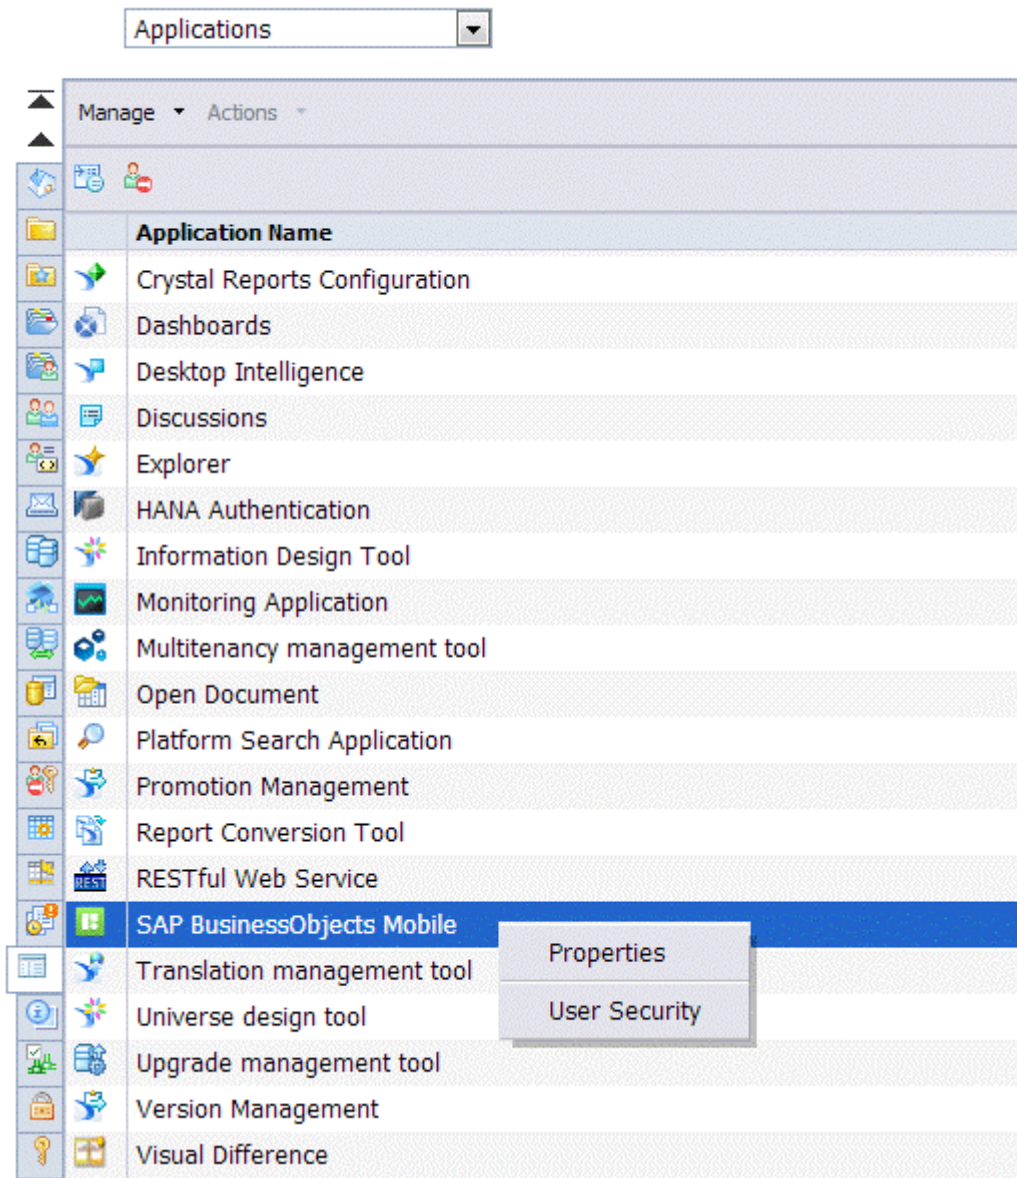 Applications
Manage Actions
Application Name
Crystal Reports Configuration
Dashboards
Desktop Intelligence
Discussions
Explorer
HANA Authentication
Information Design Tool
Monitoring Application
Multitenancy management tool
Open Document
Platform Search Application
Promotion Management
Report Conversion Tool
REST RESTful Web Service
SAP BusinessObjects Mobile
Properties
Translation management tool
User Security
Universe design tool
Upgrade management tool
Version Management
Visual Difference